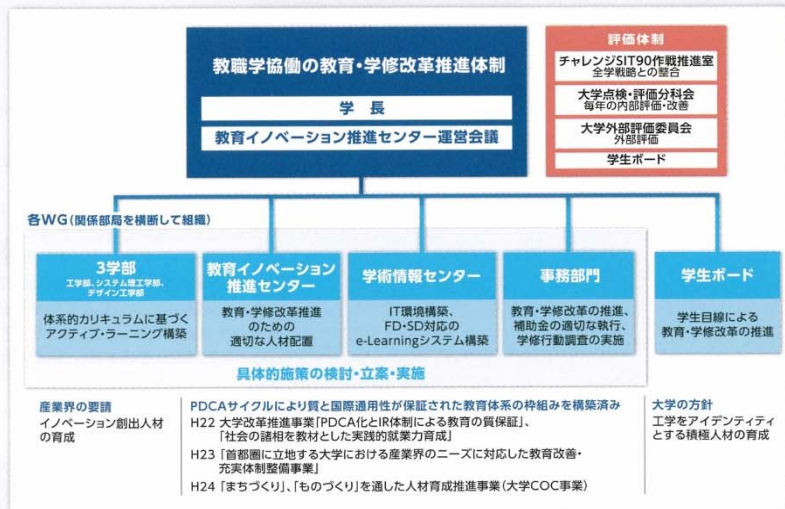 教職学協働の教育・学修改革推進体制
学 長
教育イノベーション推進センター運営会議
評価体制
チャレンジSIT90作戦推進室
全学戦略との整合
大学点検・評価分科会
毎年の内部評価・改善
大学外部評価委員会
外部評価
学生ボード
各WG(関係部局を横断して組織)
3学部
工学部、システム理工学部、
デザイン工学部
体系的カリキュラムに基づく
アクティブ・ラーニング構築
教育イノベーション
推進センター
教育・学修改革推進
のための
適切な人材配置
学術情報センター
IT環境構築、
FD・SD対応の
e-Learningシステム構築
事務部門
教育・学修改革の推進、
補助金の適切な執行、
学修行動調査の実施
学生ボード
学生目線による
教育・学修改革の推進
具体的施策の検討・立案・実施
産業界の要請
イノベーション創出人材
の育成
PDCAサイクルにより質と国際通用性が保証された教育体系の枠組みを構築済み
H22 大学改革推進事業「PDCA化とIR体制による教育の質保証」、
「社会の諸相を教材とした実践的就業力育成」
H23「首都圏に立地する大学における産業界のニーズに対応した教育改善・
充実体制整備事業」
H24「まちづくり」、「ものづくり」を通した人材育成推進事業(大学COC事業)
大学の方針
工学をアイデンティティ
とする積極人材の育成